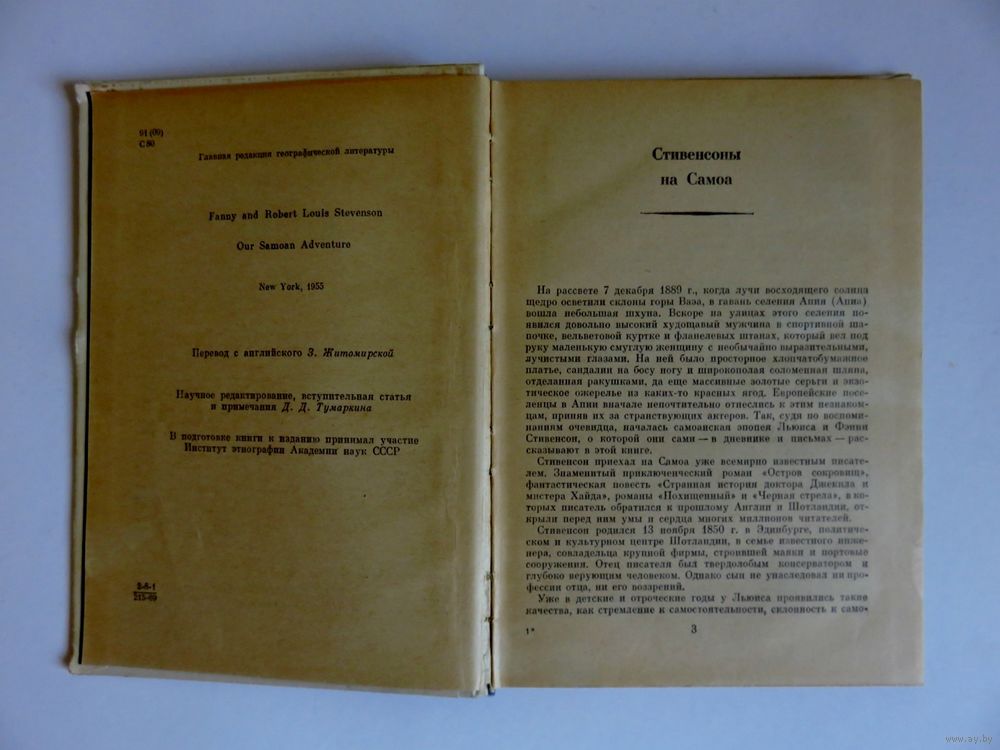 91(09)
С 80
Главная редакция географической литературы
Fanny and Robert Louis Stevenson
Our Samoan Adventure
New York, 1955
Перевод с английского З. Житомирской
Научное редактирование, вступительная статья
и примечания Д. Д. Тумаркина
В подготовке книги к изданию принимал участие
Институт этнографии Академии наук СССР
2-8-1
215-69
Стивенсоны
на Самоа
На рассвете 7 декабря 1889 г., когда лучи восходящего солнца
щедро осветили склоны горы Ваэа, в гавань селения Апия (Апиа)
вошла небольшая шхуна. Вскоре на улицах этого селения по-
явился довольно высокий худощавый мужчина в спортивной ша-
почке, вельветовой куртке и фланелевых штанах, который вел под
руку маленькую смуглую женщину с необычайно выразительными,
лучистыми глазами. На ней было просторное хлопчатобумажное
платье, сандалии на босу ногу и широкополая соломенная шляпа,
отделанная ракушками, да еще массивные золотые серьги и экзо-
тическое ожерелье из каких-то красных ягод. Европейские посе-
ленцы в Апии вначале непочтительно отнеслись к этим незнаком-
цам, приняв их за странствующих актеров. Так, судя по воспоми-
наниям очевидца, началась самоанская эпопея Льюиса и Фэнни
Стивенсон, о которой они сами — в дневнике и письмах — рас-
сказывают в этой книге.
Стивенсон приехал на Самоа уже всемирно известным писате-
лем. Знаменитый приключенческий роман «Остров сокровищ»,
фантастическая повесть «Странная история доктора Джекила и
мистера Хайда», романы «Похищенный» и «Черная стрела», в ко-
торых писатель обратился к прошлому Англии и Шотландии, от-
крыли перед ним умы и сердца многих миллионов читателей.
Стивенсон родился 13 ноября 1850 г. в Эдинбурге, политиче-
ском и культурном центре Шотландии, в семье известного инже-
нера, совладельца крупной фирмы, строившей маяки и портовые
сооружения. Отец писателя был твердолобым консерватором и
глубоко верующим человеком. Однако сын не унаследовал ни про-
фессии отца, ни его воззрений.
Уже в детские и отроческие годы у Льюиса проявились такие
качества, как стремление к самостоятельности, склонность к само-
1*
3
www.ay.by